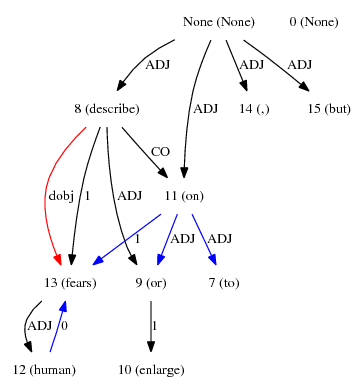 None (None) 0 (None)
ADJ ADJ ADJ ADJ
8 (describe) 14 (,) 15 (but)
CO
dobj 1 ADJ 11 (on)
1 ADJ ADJ
13 (fears) 9 (or) 7 (to)
ADJ 0 1
12 (human) 10 (enlarge)